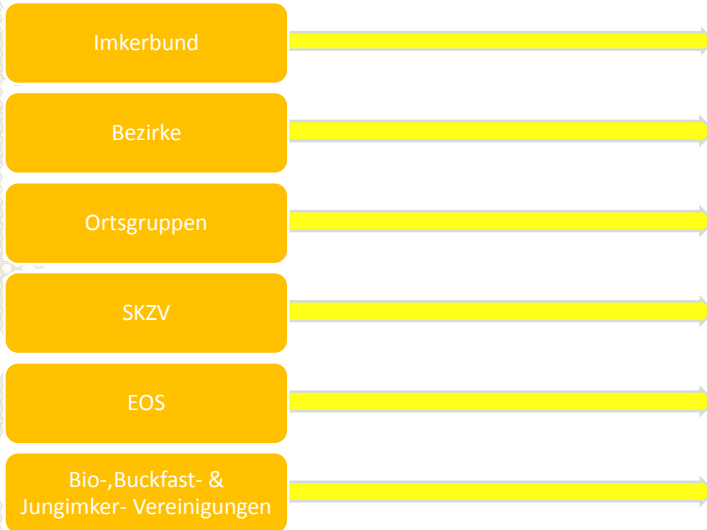 Imkerbund
Bezirke
Ortsgruppen
SKZV
EOS
Bio-,Buckfast- &
Jungimker- Vereinigungen